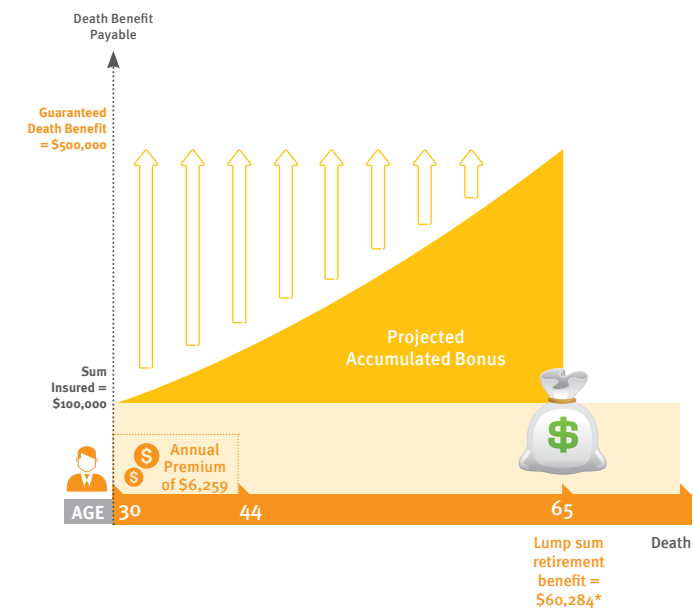 Death Benefit
Payable
Guaranteed
Death Benefit
= $500,000
Projected
Accumulated Bonus
Sum
Insured =
$100,000
$
$
$
Annual
Premium
of $6,259
AGE 30 44 65
Lump sum
retirement
benefit =
$60,284*
Death